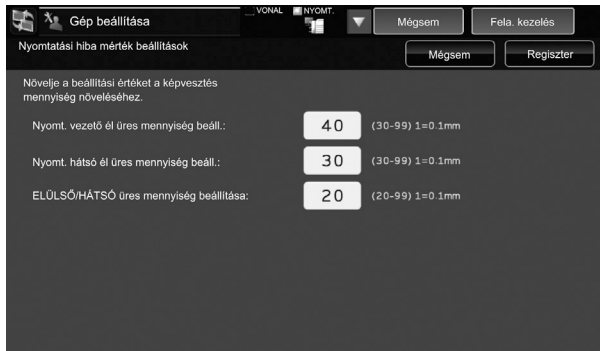 Gép beállítása
VONAL NYOMT.
Mégsem
Fela. kezelés
Nyomtatási hiba mérték beállítások
Mégsem
Regiszter
Növelje a beállítási értéket a képvesztés
mennyiség növeléséhez.
Nyomt. vezető él üres mennyiség beáll.: 40 (30-99) 1=0.1mm
Nyomt. hátsó él üres mennyiség beáll.: 30 (30-99) 1=0.1mm
ELÜLSŐ/HÁTSÓ üres mennyiség beállítása: 20 (20-99) 1=0.1mm